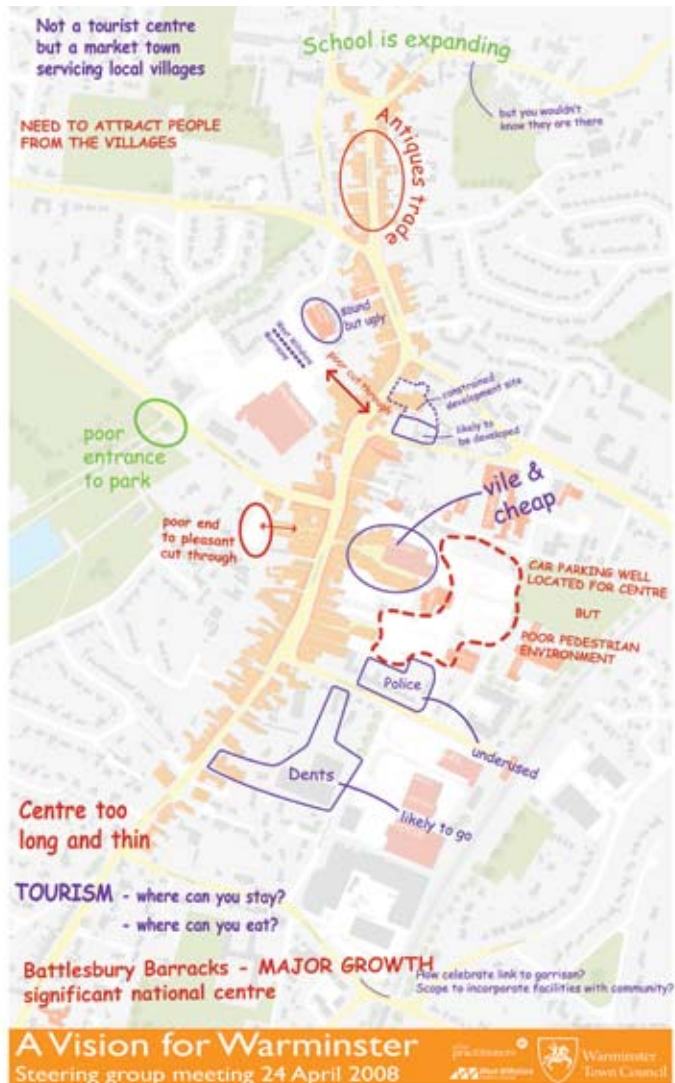 Not a tourist centre
but a market town
servicing local villages
School is expanding
but you wouldn't
know they are there
NEED TO ATTRACT PEOPLE
FROM THE VILLAGES
Antiques trade
sound
but ugly
poor cut through
constrained
development site
likely to
be developed
poor
entrance
to park
vile &
cheap
poor end
to pleasant
cut through
CAR PARKING WELL
LOCATED FOR CENTRE
BUT
POOR PEDESTRIAN
ENVIRONMENT
Police
underused
Dents
likely to go
Centre too
long and thin
TOURISM - where can you stay?
- where can you eat?
Battlesbury Barracks - MAJOR GROWTH
significant national centre
How celebrate link to garrison?
Scope to incorporate facilities with community?
A Vision for Warminster
Steering group meeting 24 April 2008
practitioners
West Wiltshire
Warminster
Town Council